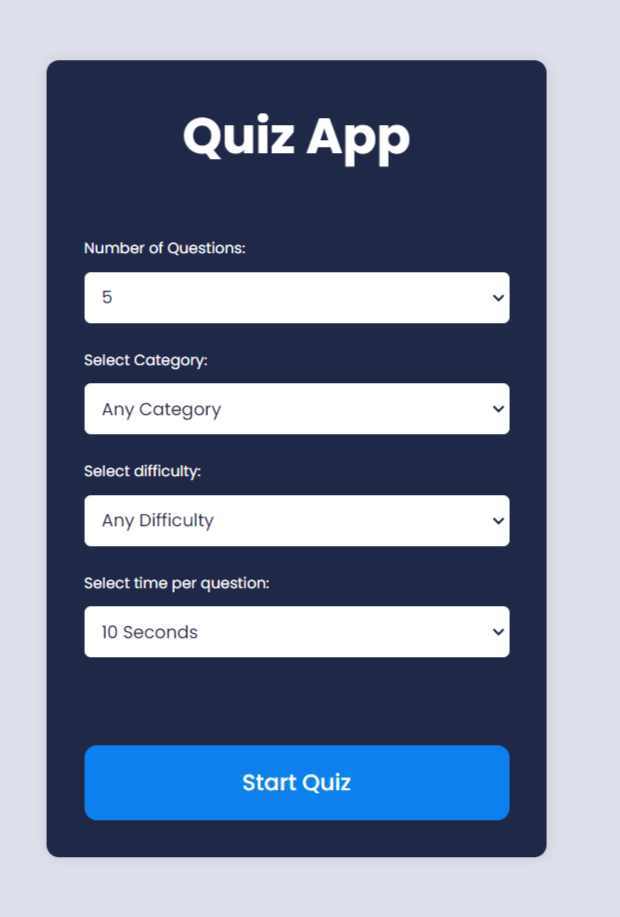 Quiz App
Number of Questions:
5
Select Category:
Any Category
Select difficulty:
Any Difficulty
Select time per question:
10 Seconds
Start Quiz